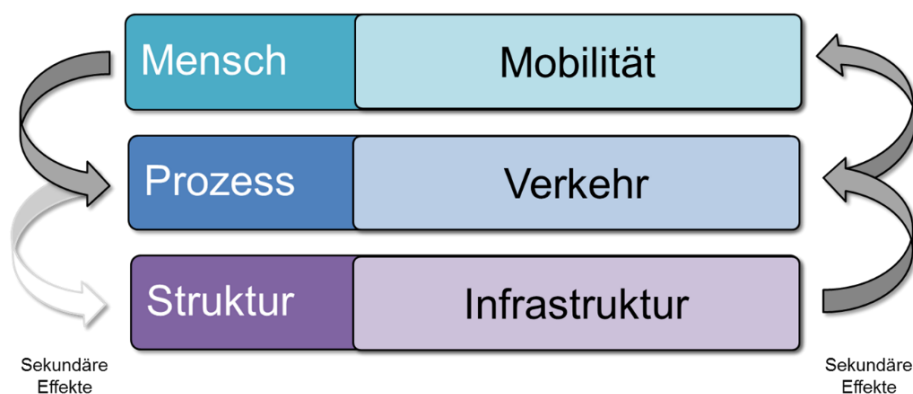 Mensch Mobilität
Prozess Verkehr
Struktur Infrastruktur
Sekundäre
Effekte
Sekundäre
Effekte